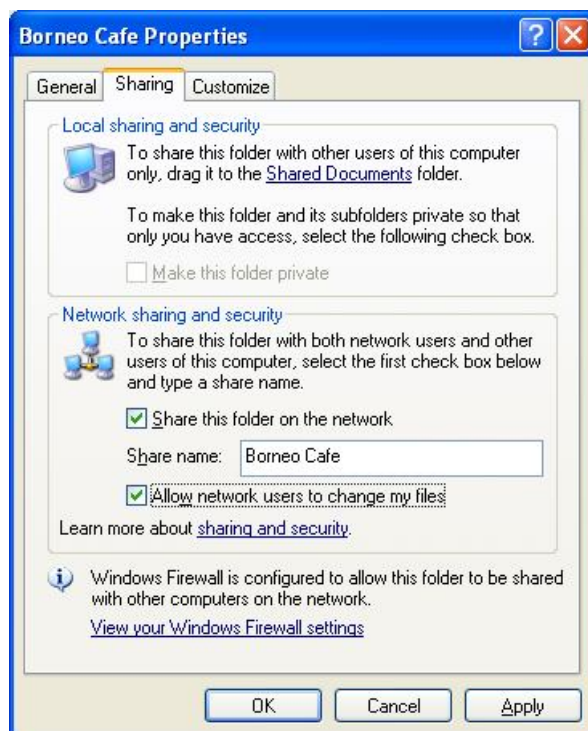 Borneo Cafe Properties
General Sharing Customize
Local sharing and security
To share this folder with other users of this computer
only, drag it to the Shared Documents folder.
To make this folder and its subfolders private so that
only you have access, select the following check box.
Make this folder private
Network sharing and security
To share this folder with both network users and other
users of this computer, select the first check box below
and type a share name.
Share this folder on the network
Share name: Borneo Cafe
Allow network users to change my files
Learn more about sharing and security.
Windows Firewall is configured to allow this folder to be shared
with other computers on the network.
View your Windows Firewall settings
OK Cancel Apply